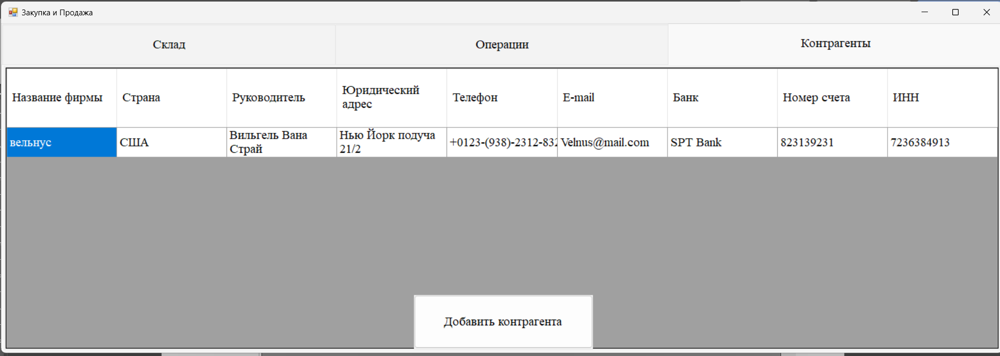 Закупка и Продажа
Склад
Операции
Контрагенты
Название фирмы
Страна
Руководитель
Юридический
адрес
Телефон
E-mail
Банк
Номер счета
ИНН
вельнус
США
Вильгель Вана
Страй
Нью Йорк подуча
21/2
+0123-(938)-2312-832
Velnus@mail.com
SPT Bank
823139231
7236384913
Добавить контрагента